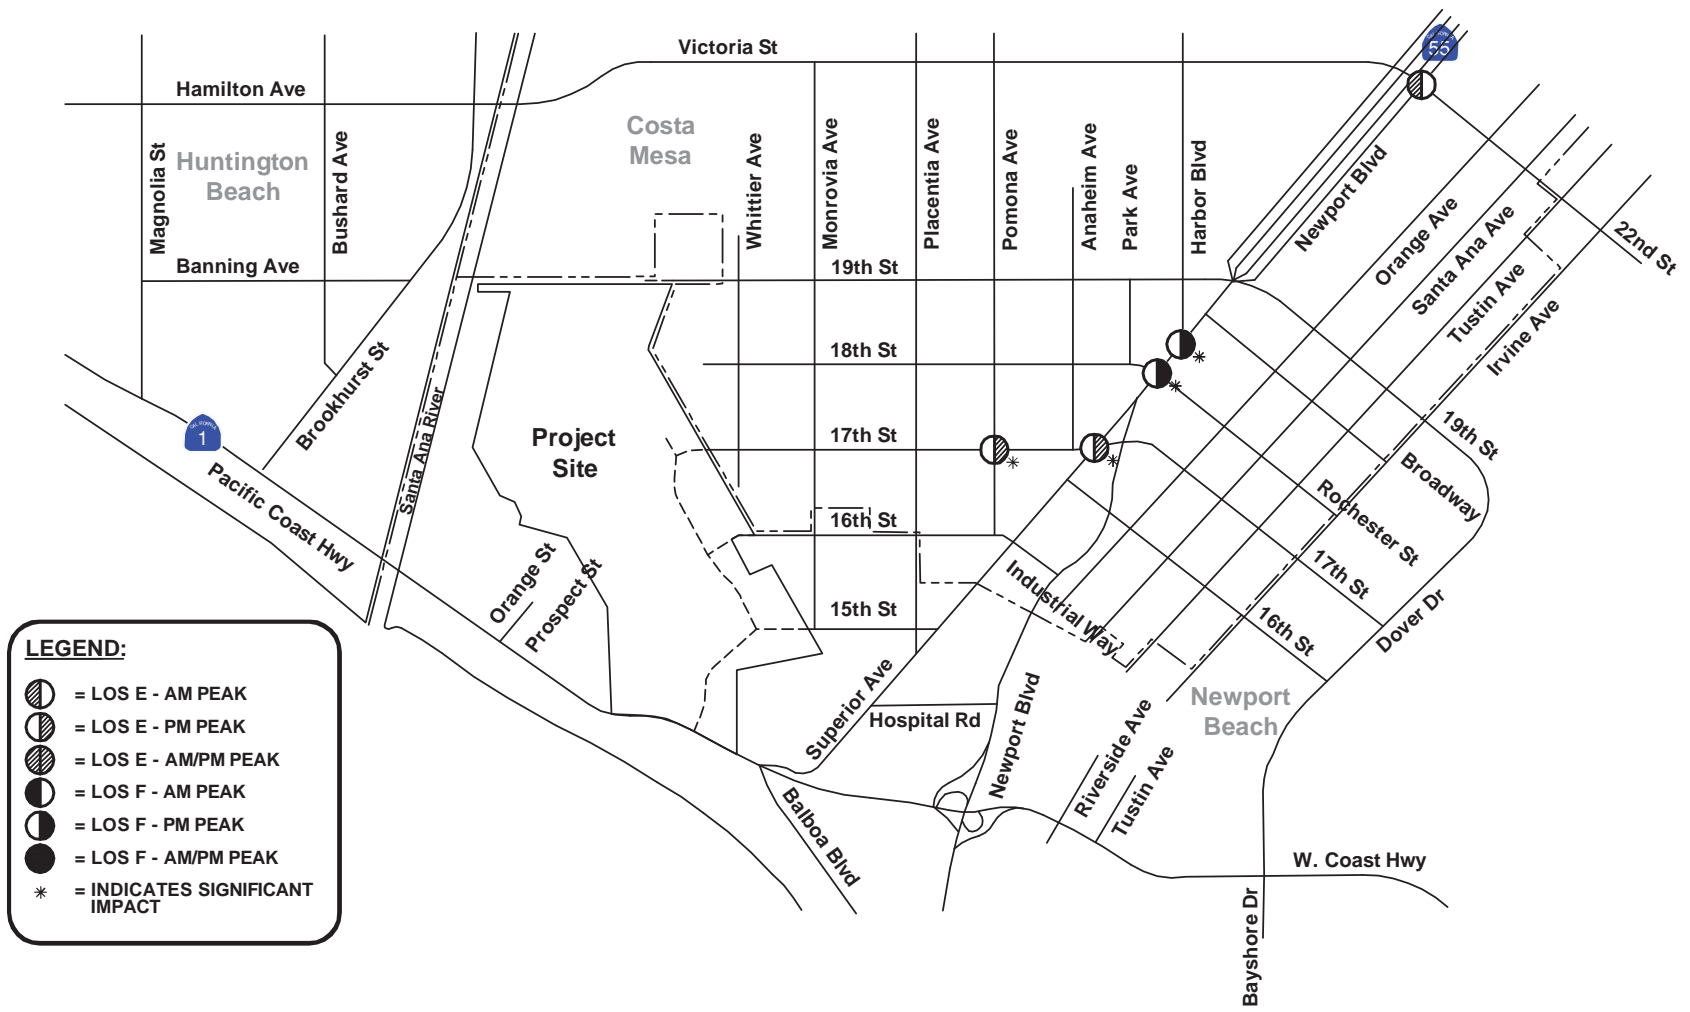 Victoria St
CALIFORNIA
55
Hamilton Ave
Costa
Mesa
Huntington
Beach
Magnolia St
Bushard Ave
Whittier Ave
Monrovia Ave
Placentia Ave
Pomona Ave
Anaheim Ave
Park Ave
Harbor Blvd
Newport Blvd
Orange Ave
Santa Ana Ave
Tustin Ave
Irvine Ave
22nd St
Banning Ave
19th St
18th St
Brookhurst St
Santa Ana River
CALIFORNIA
1
Pacific Coast Hwy
Project
Site
17th St
19th St
Broadway
Rochester St
17th St
16th St
16th St
Dover Dr
Orange St
Prospect St
15th St
Industrial Way
Superior Ave
Hospital Rd
Newport Blvd
Riverside Ave
Tustin Ave
Newport
Beach
Balboa Blvd
W. Coast Hwy
Bayshore Dr
LEGEND:
= LOS E - AM PEAK
= LOS E - PM PEAK
= LOS E - AM/PM PEAK
= LOS F - AM PEAK
= LOS F - PM PEAK
= LOS F - AM/PM PEAK
= INDICATES SIGNIFICANT
IMPACT